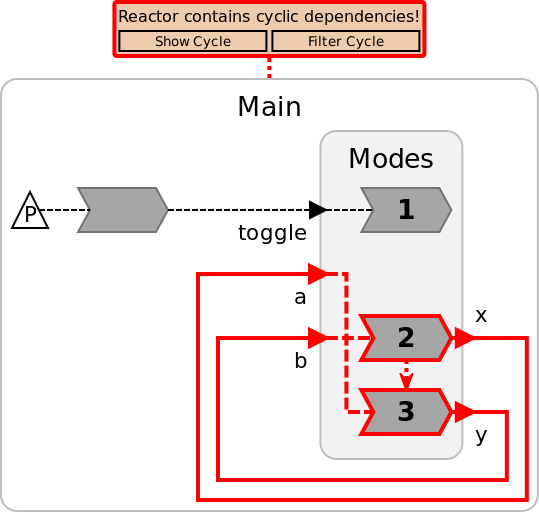 Reactor contains cyclic dependencies!
Show Cycle Filter Cycle
Main
Modes
P
1
toggle
a
x
2
b
3
y